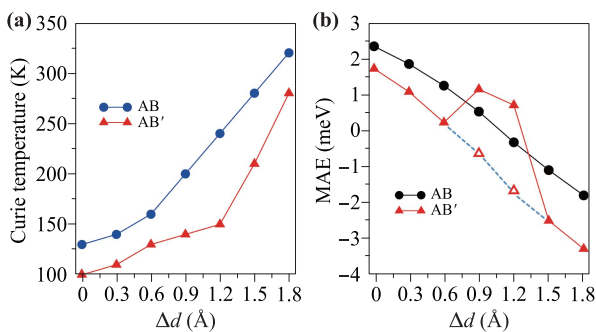 (a)
350
300
250
200
150
100
Curie temperature (K)
AB
AB′
0 0.3 0.6 0.9 1.2 1.5 1.8
Δd (Å)
(b)
3
2
1
0
−1
−2
−3
−4
MAE (meV)
AB
AB′
0 0.3 0.6 0.9 1.2 1.5 1.8
Δd (Å)